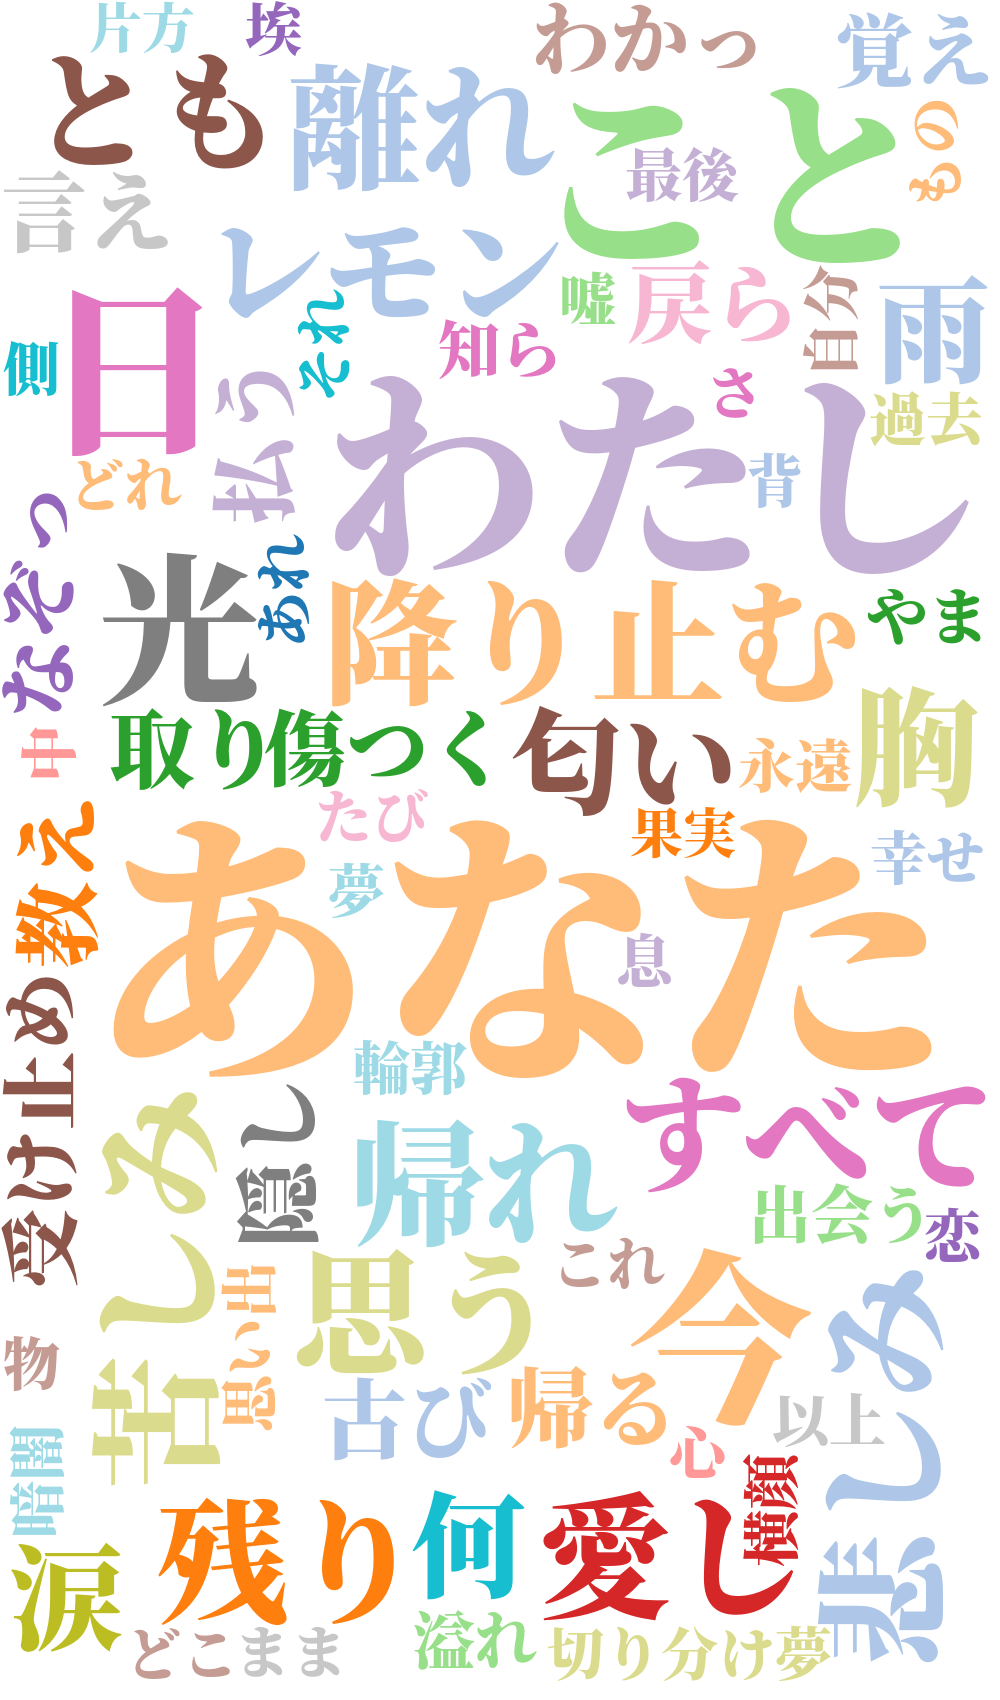 片方
埃
わかっ
覚え
とも
離れ
こと
もの
最後
言え
レモン
嘘
戻ら
自分
雨
日
それ
知ら
側
払う
わたし
さ
過去
どれ
背
なぞっ
光
あれ
降り止む
やま
中
取り
傷つく
匂い
永遠
胸
たび
果実
教え
あなた
夢
幸せ
息
受け止め
輪郭
苦しみ
隠し
帰れ
すべて
出会う
恋
思う
これ
今
思い出
悲しみ
物
古び
帰る
以上
心
暗闇
横顔
残り
何
愛し
涙
どこ
まま
溢れ
切り分け
夢